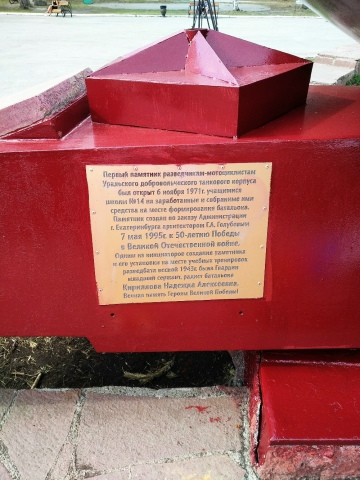 Первый памятник разведчикам-мотоциклистам
Уральского добровольческого танкового корпуса
был открыт 6 ноября 1971г. учащимися
школы №14 на заработанные и собранные ими
средства на месте формирования батальона.
Памятник создан по заказу Администрации
г. Екатеринбурга архитектором Г.А. Голубевым
7 мая 1995г. к 50-летию Победы
в Великой Отечественной войне.
Одним из инициаторов создания памятника
и его установки на месте учебных тренировок
разведбата весной 1943г. был Гвардии
младший сержант, радист батальона
Кириллова Надежда Алексеевна.
Вечная память Героям Великой Победы!